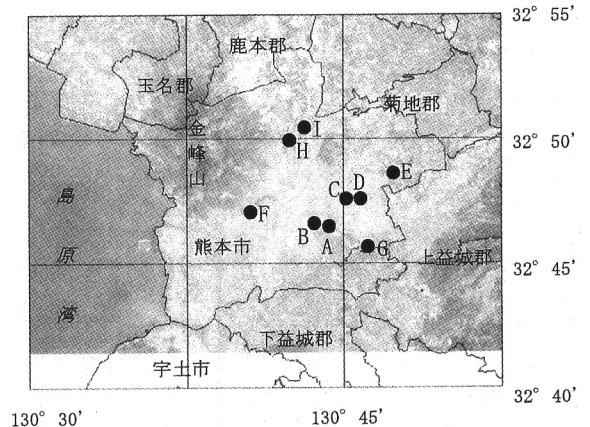 32° 55'
鹿本郡
玉名郡
菊地郡
金峰山
I
32° 50'
H
E
C
D
島原湾
F
B
A
G
熊本市
上益城郡
32° 45'
下益城郡
宇土市
32° 40'
130° 30'
130° 45'